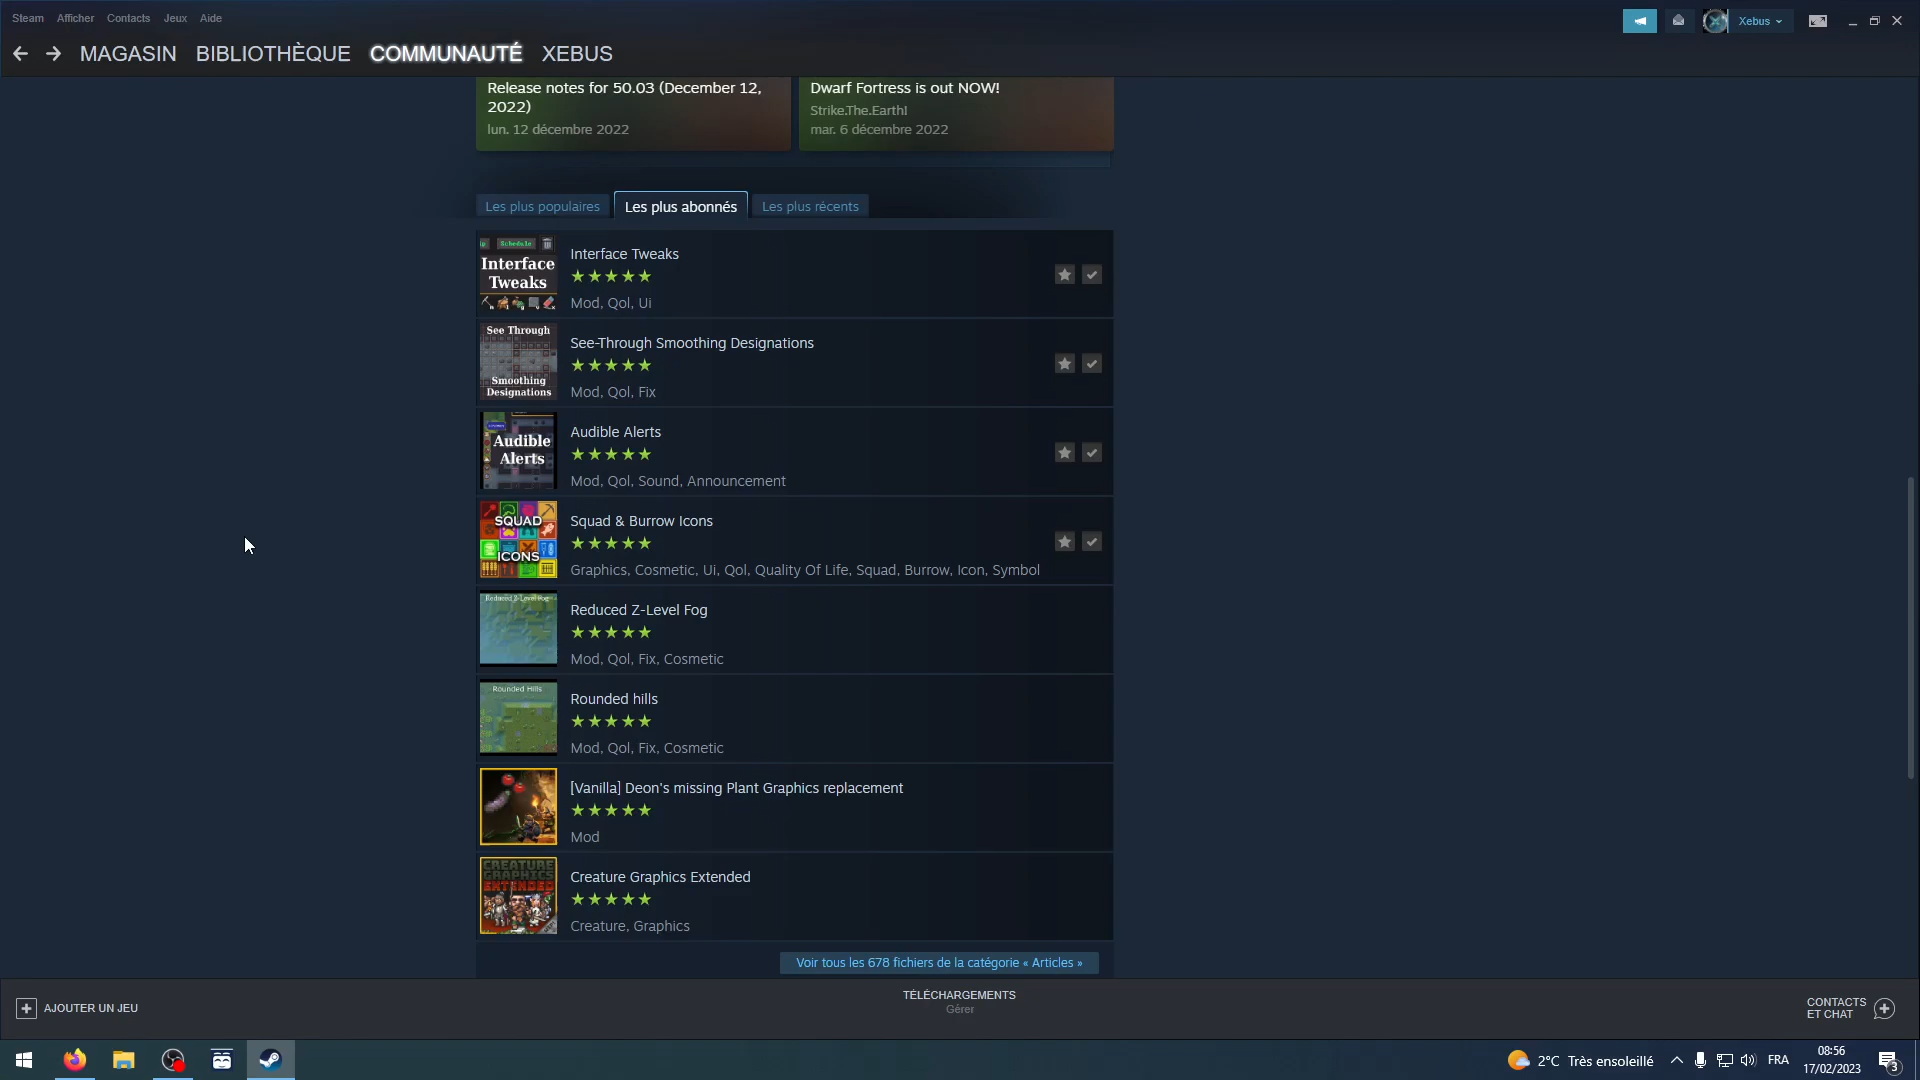 Steam Afficher Contacts Jeux Aide
Xebus
MAGASIN BIBLIOTHÈQUE COMMUNAUTÉ XEBUS
Release notes for 50.03 (December 12,
2022)
lun. 12 décembre 2022
Dwarf Fortress is out NOW!
Strike.The.Earth!
mar. 6 décembre 2022
Les plus populaires Les plus abonnés Les plus récents
Schedule
Interface
Tweaks
Interface Tweaks
Mod, Qol, Ui
See Through
Smoothing
Designations
See-Through Smoothing Designations
Mod, Qol, Fix
Audible
Alerts
Audible Alerts
Mod, Qol, Sound, Announcement
SQUAD
ICONS
Squad & Burrow Icons
Graphics, Cosmetic, Ui, Qol, Quality Of Life, Squad, Burrow, Icon, Symbol
Reduced Z-Level Fog
Reduced Z-Level Fog
Mod, Qol, Fix, Cosmetic
Rounded Hills
Rounded hills
Mod, Qol, Fix, Cosmetic
[Vanilla] Deon's missing Plant Graphics replacement
Mod
CREATURE
GRAPHICS
EXTENDED
Creature Graphics Extended
Creature, Graphics
Voir tous les 678 fichiers de la catégorie « Articles »
AJOUTER UN JEU
TÉLÉCHARGEMENTS
Gérer
CONTACTS
ET CHAT
2°C Très ensoleillé
FRA
08:56
17/02/2023
3